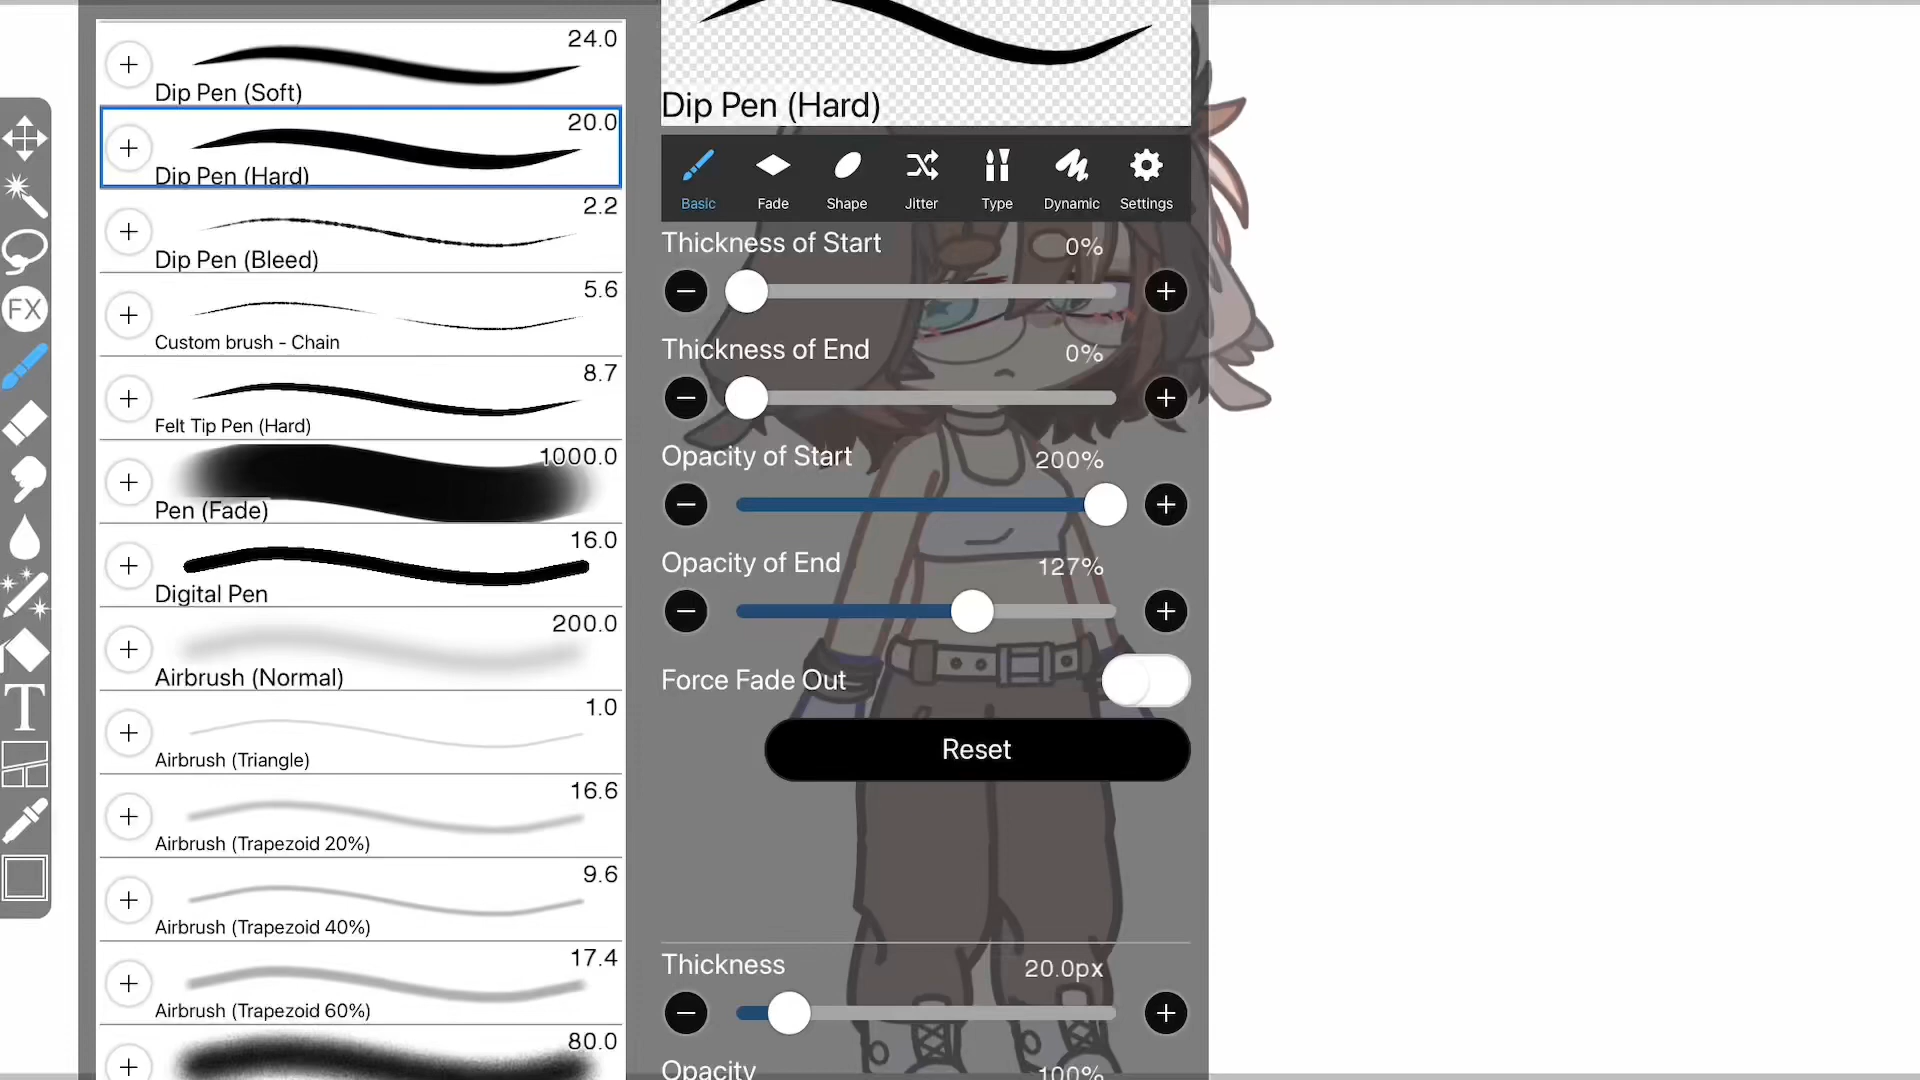 24.0
Dip Pen (Soft)
20.0
Dip Pen (Hard)
2.2
Dip Pen (Bleed)
5.6
Custom brush - Chain
8.7
Felt Tip Pen (Hard)
1000.0
Pen (Fade)
16.0
Digital Pen
200.0
Airbrush (Normal)
1.0
Airbrush (Triangle)
16.6
Airbrush (Trapezoid 20%)
9.6
Airbrush (Trapezoid 40%)
17.4
Airbrush (Trapezoid 60%)
80.0
FX
T
Dip Pen (Hard)
Basic Fade Shape Jitter Type Dynamic Settings
Thickness of Start 0%
Thickness of End 0%
Opacity of Start 200%
Opacity of End 127%
Force Fade Out
Reset
Thickness 20.0px
Opacity 100%